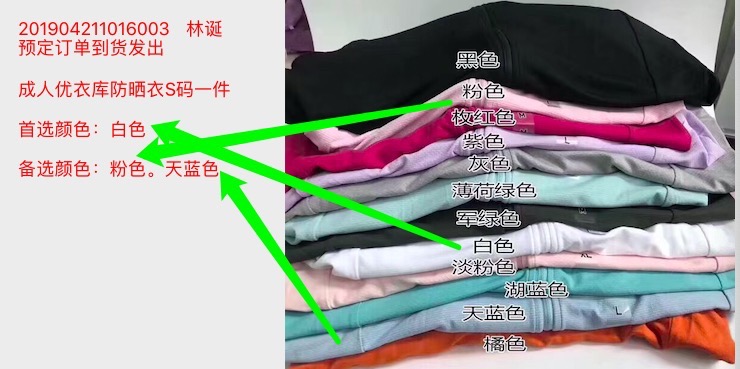 201904211016003 林诞
预定订单到货发出
成人优衣库防晒衣S码一件
首选颜色：白色
备选颜色：粉色。天蓝色
黑色
粉色
枚红色
紫色
灰色
薄荷绿色
军绿色
白色
淡粉色
湖蓝色
天蓝色
橘色
M
L
XL
L